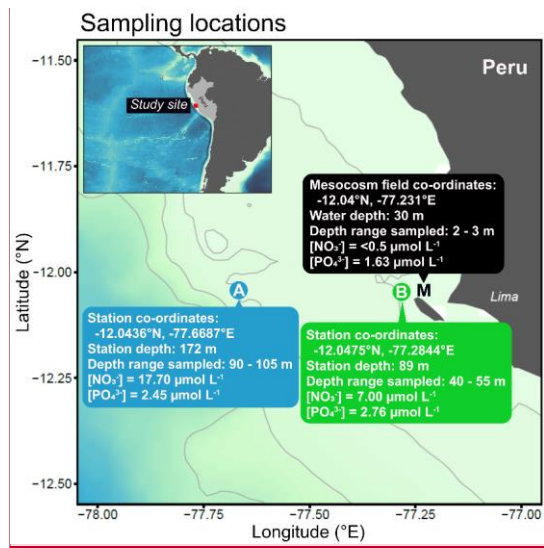 Sampling locations
−11.45
−11.75
−12.00
−12.25
−12.50
Latitude (°N)
Study site
Peru
Mesocosm field co-ordinates:
-12.04°N, -77.231°E
Water depth: 30 m
Depth range sampled: 2 - 3 m
[NO₃⁻] = <0.5 µmol L⁻¹
[PO₄³⁻] = 1.63 µmol L⁻¹
A
B
M
Lima
Station co-ordinates:
-12.0436°N, -77.6687°E
Station depth: 172 m
Depth range sampled: 90 - 105 m
[NO₃⁻] = 17.70 µmol L⁻¹
[PO₄³⁻] = 2.45 µmol L⁻¹
Station co-ordinates:
-12.0475°N, -77.2844°E
Station depth: 89 m
Depth range sampled: 40 - 55 m
[NO₃⁻] = 7.00 µmol L⁻¹
[PO₄³⁻] = 2.76 µmol L⁻¹
−78.00
−77.75
−77.50
−77.25
−77.00
Longitude (°E)